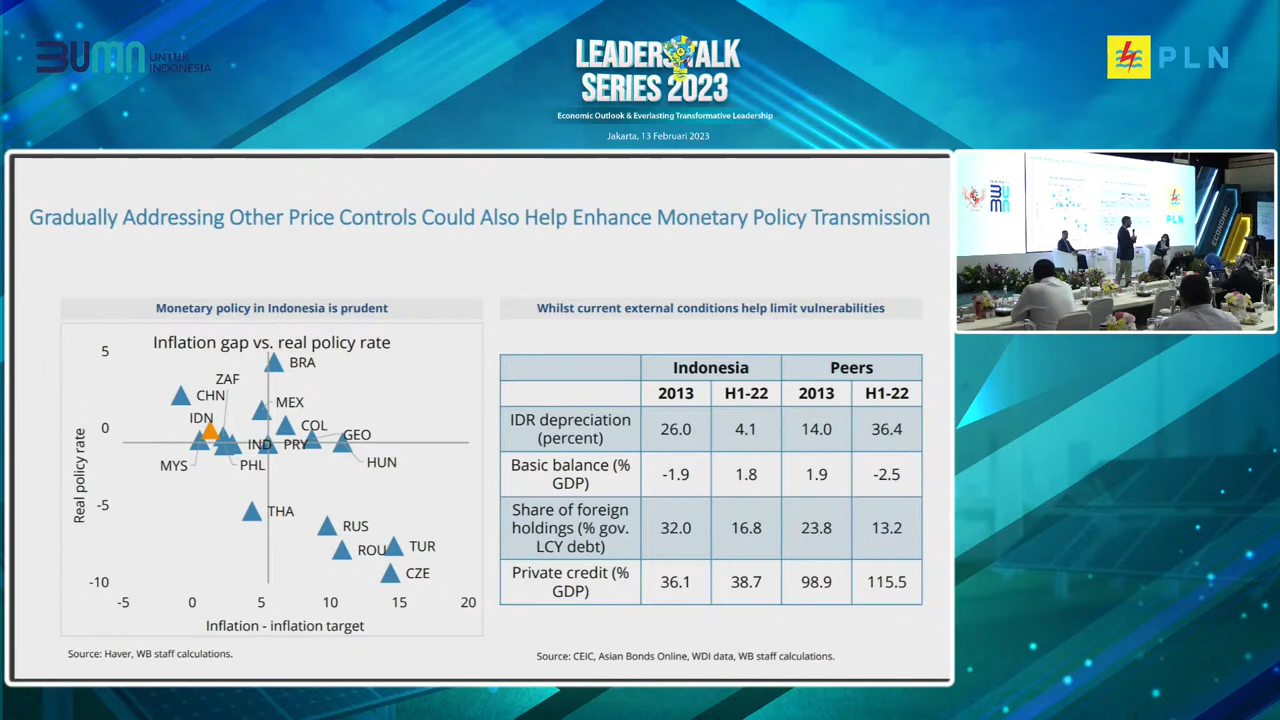 BUMN
UNTUK
INDONESIA
LEADERS TALK
SERIES 2023
Economic Outlook & Everlasting Transformative Leadership
Jakarta, 13 Februari 2023
PLN
Gradually Addressing Other Price Controls Could Also Help Enhance Monetary Policy Transmission
Monetary policy in Indonesia is prudent
Inflation gap vs. real policy rate
5
0
-5
-10
Real policy rate
BRA
ZAF
CHN
MEX
IDN
COL
GEO
IND
PRY
MYS
PHL
HUN
THA
RUS
ROU
TUR
CZE
-5 0 5 10 15 20
Inflation - inflation target
Source: Haver, WB staff calculations.
Whilst current external conditions help limit vulnerabilities
Indonesia Peers
2013 H1-22 2013 H1-22
IDR depreciation
(percent)
26.0 4.1 14.0 36.4
Basic balance (%
GDP)
-1.9 1.8 1.9 -2.5
Share of foreign
holdings (% gov.
LCY debt)
32.0 16.8 23.8 13.2
Private credit (%
GDP)
36.1 38.7 98.9 115.5
Source: CEIC, Asian Bonds Online, WDI data, WB staff calculations.
BUMN
PLN
ECONOMIC